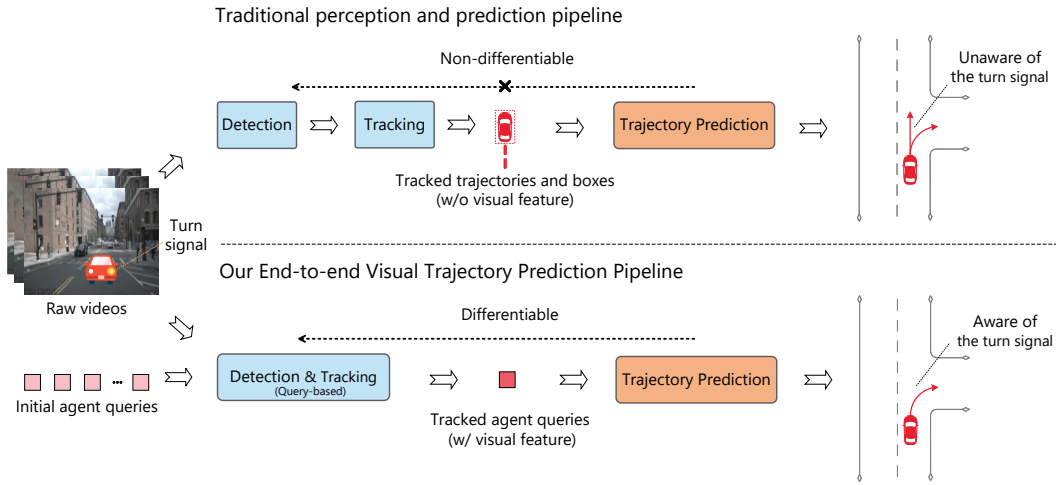 Traditional perception and prediction pipeline
Non-differentiable
Unaware of
the turn signal
Detection
Tracking
Trajectory Prediction
Tracked trajectories and boxes
(w/o visual feature)
Turn
signal
Raw videos
Our End-to-end Visual Trajectory Prediction Pipeline
Differentiable
Aware of
the turn signal
Detection & Tracking
(Query-based)
Trajectory Prediction
...
Initial agent queries
Tracked agent queries
(w/ visual feature)